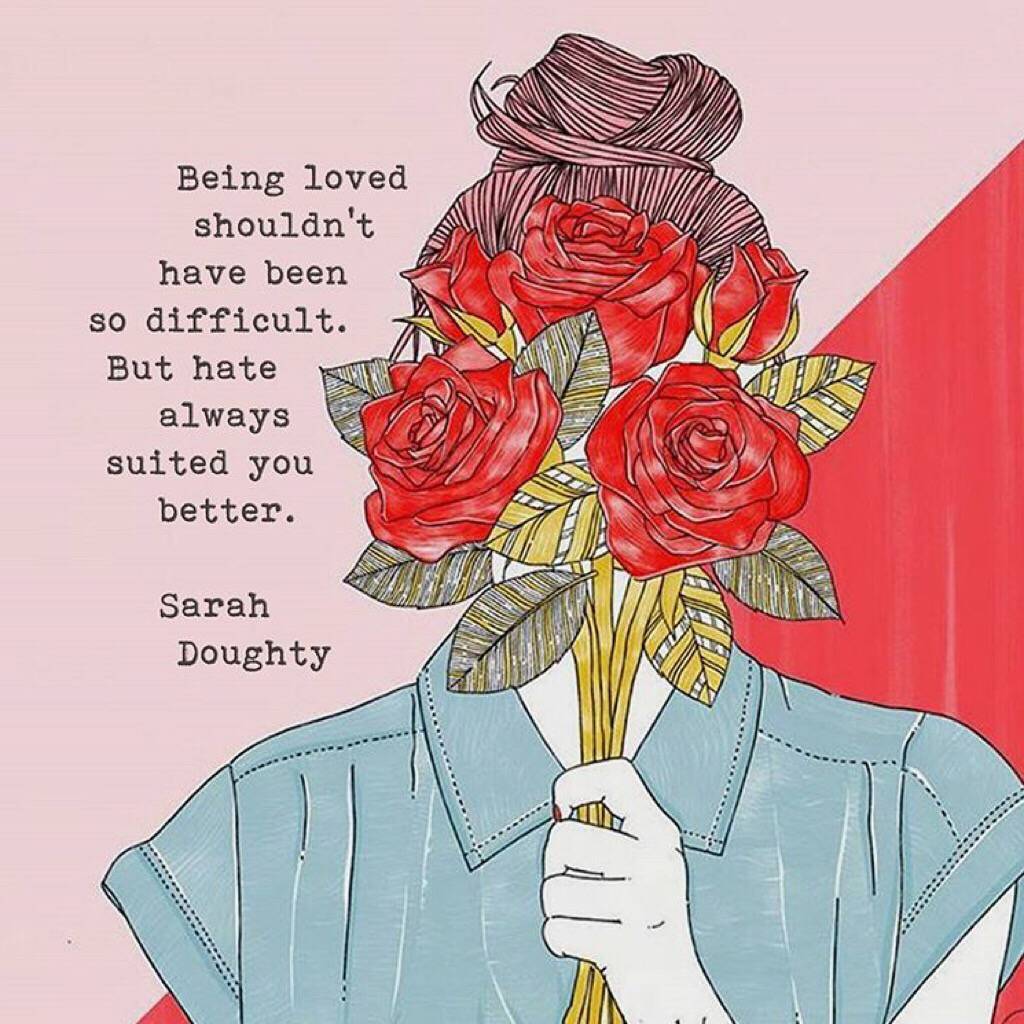 Being loved
shouldn't
have been
so difficult.
But hate
always
suited you
better.
Sarah
Doughty